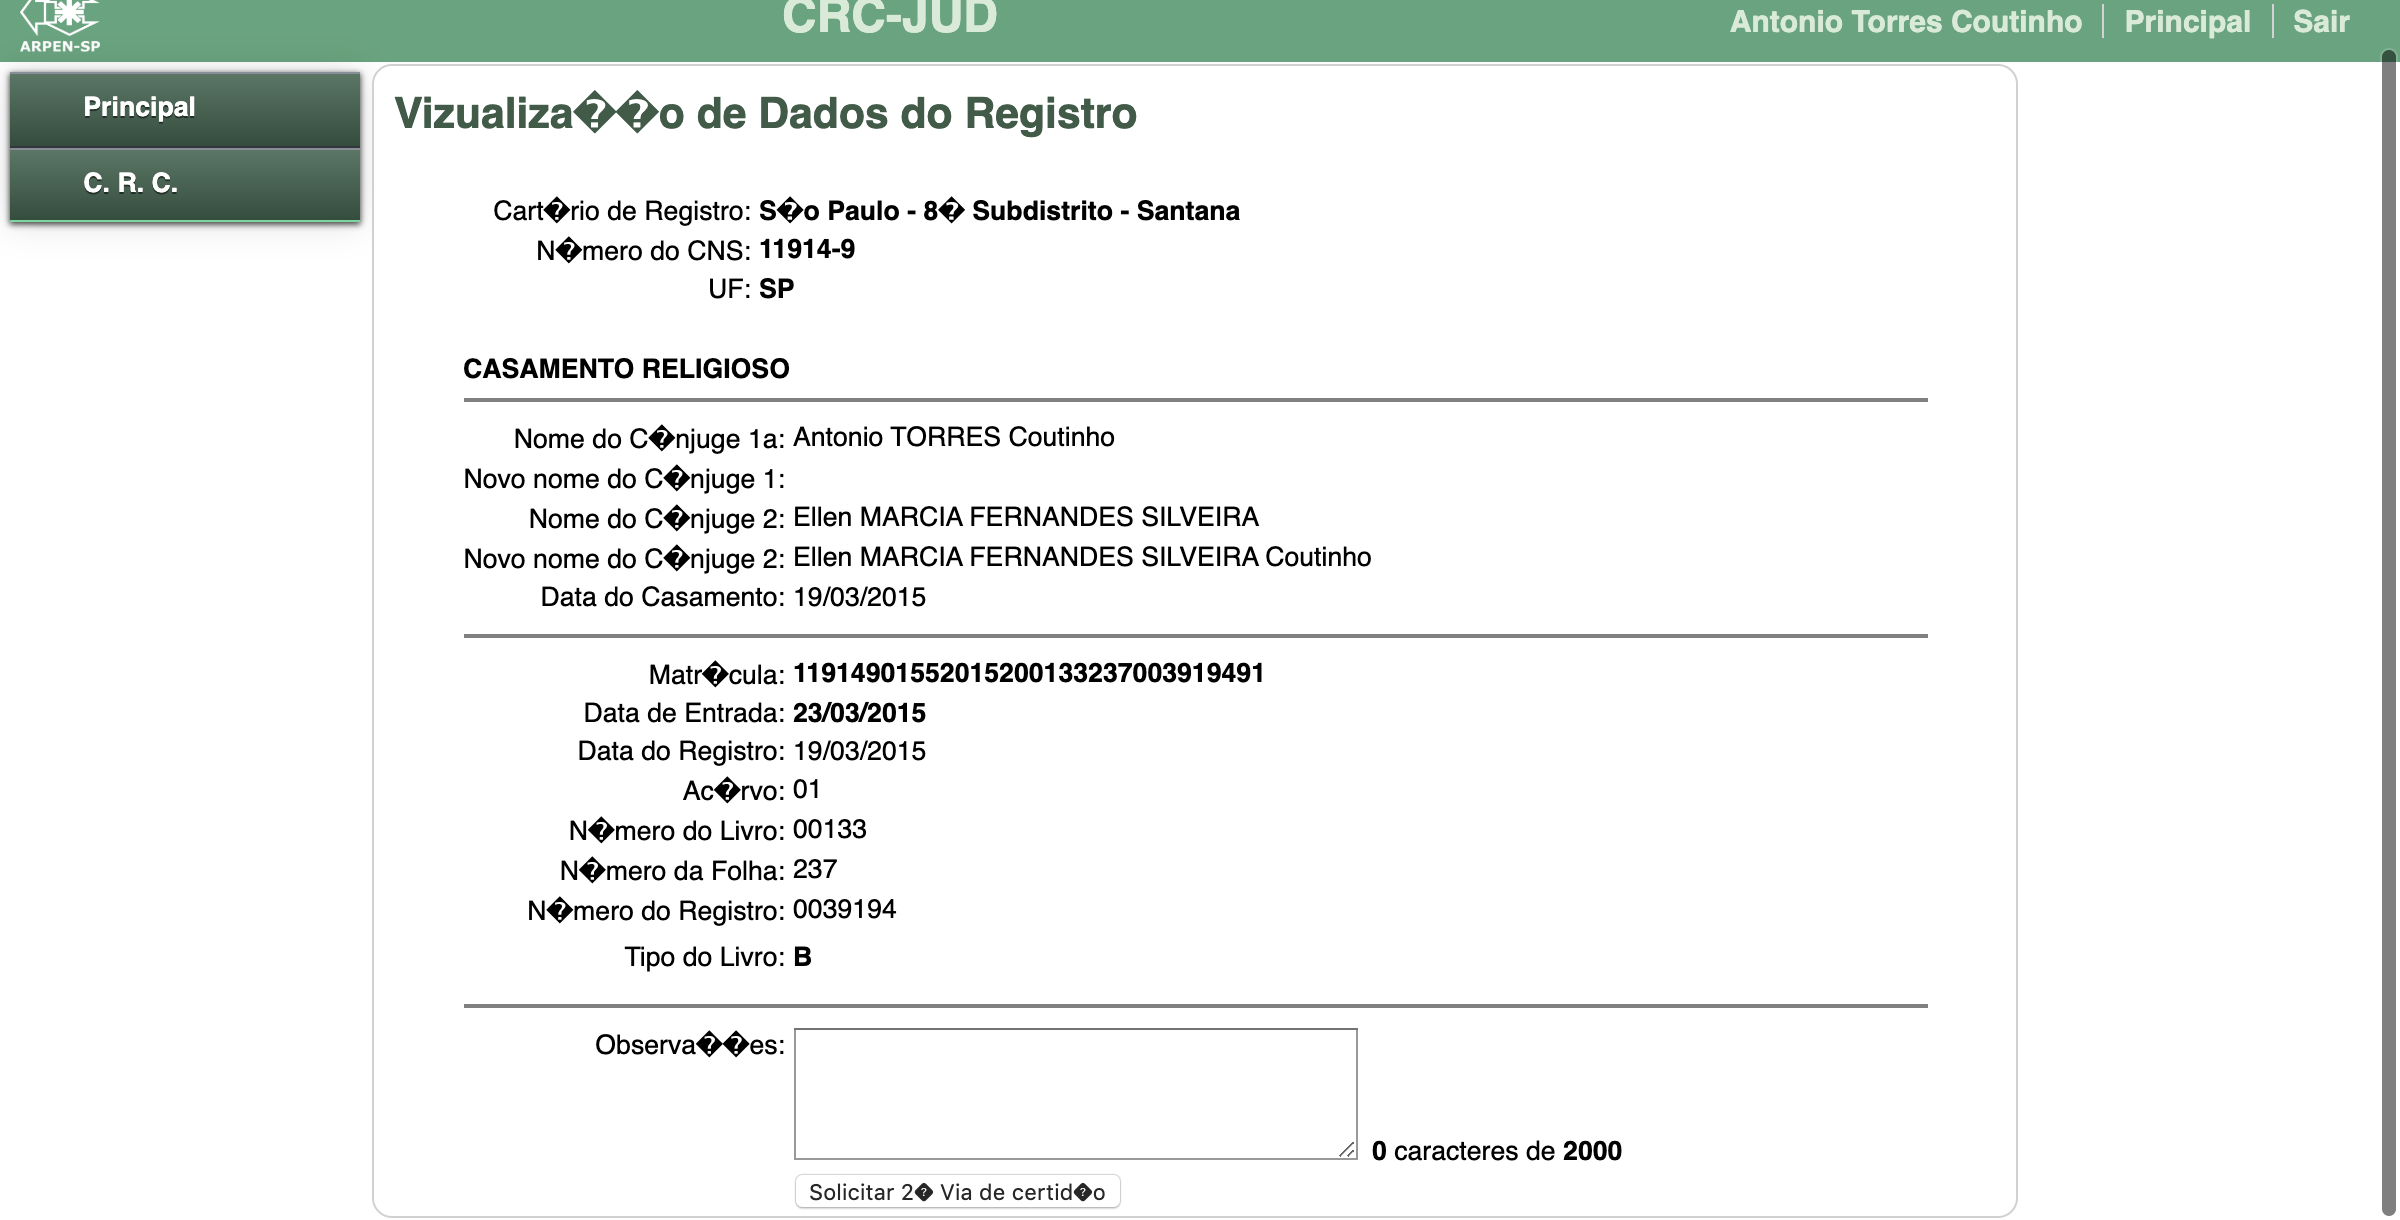 ARPEN-SP
CRC-JUD
Antonio Torres Coutinho | Principal | Sair
Principal
C. R. C.
Vizualiza��o de Dados do Registro
Cart�rio de Registro: S�o Paulo - 8� Subdistrito - Santana
N�mero do CNS: 11914-9
UF: SP
CASAMENTO RELIGIOSO
Nome do C�njuge 1a: Antonio TORRES Coutinho
Novo nome do C�njuge 1:
Nome do C�njuge 2: Ellen MARCIA FERNANDES SILVEIRA
Novo nome do C�njuge 2: Ellen MARCIA FERNANDES SILVEIRA Coutinho
Data do Casamento: 19/03/2015
Matr�cula: 11914901552015200133237003919491
Data de Entrada: 23/03/2015
Data do Registro: 19/03/2015
Ac�rvo: 01
N�mero do Livro: 00133
N�mero da Folha: 237
N�mero do Registro: 0039194
Tipo do Livro: B
Observa��es:
0 caracteres de 2000
Solicitar 2� Via de certid�o